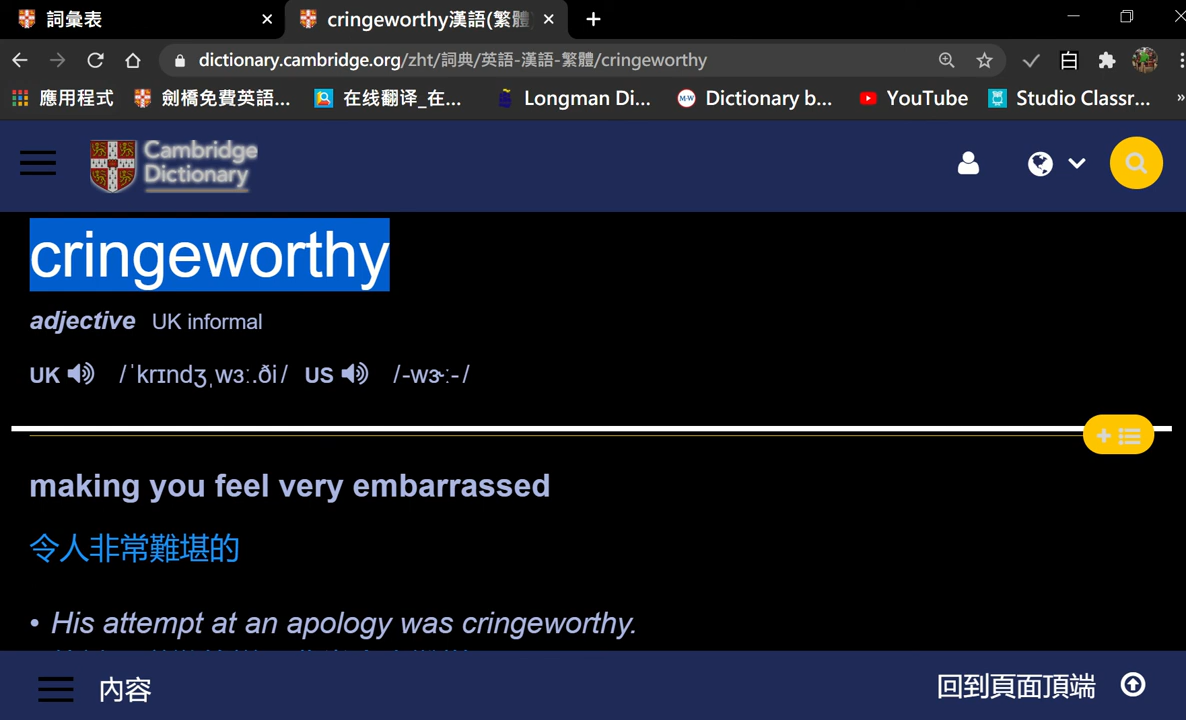 詞彙表
cringeworthy漢語(繁體
dictionary.cambridge.org/zht/詞典/英語-漢語-繁體/cringeworthy
應用程式 劍橋免費英語... 在线翻译_在... Longman Di... M-W Dictionary b... YouTube Studio Classr... »
Cambridge
Dictionary
cringeworthy
adjective UK informal
UK /ˈkrɪndʒˌwɜː.ði/ US /-wɝː-/
making you feel very embarrassed
令人非常難堪的
• His attempt at an apology was cringeworthy.
內容
回到頁面頂端